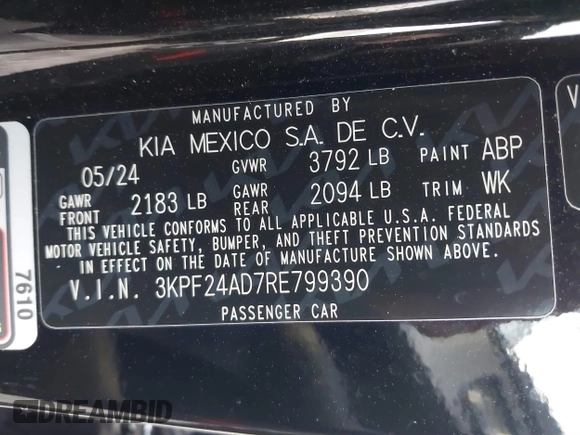 MANUFACTURED BY
KIA MEXICO S.A. DE C.V.
05/24 GVWR 3792 LB PAINT ABP
GAWR FRONT 2183 LB GAWR REAR 2094 LB TRIM WK
THIS VEHICLE CONFORMS TO ALL APPLICABLE U.S.A. FEDERAL
MOTOR VEHICLE SAFETY, BUMPER, AND THEFT PREVENTION STANDARDS
IN EFFECT ON THE DATE OF MANUFACTURE SHOWN ABOVE.
V.I.N. 3KPF24AD7RE799390
PASSENGER CAR
7610
V
DREAMBID